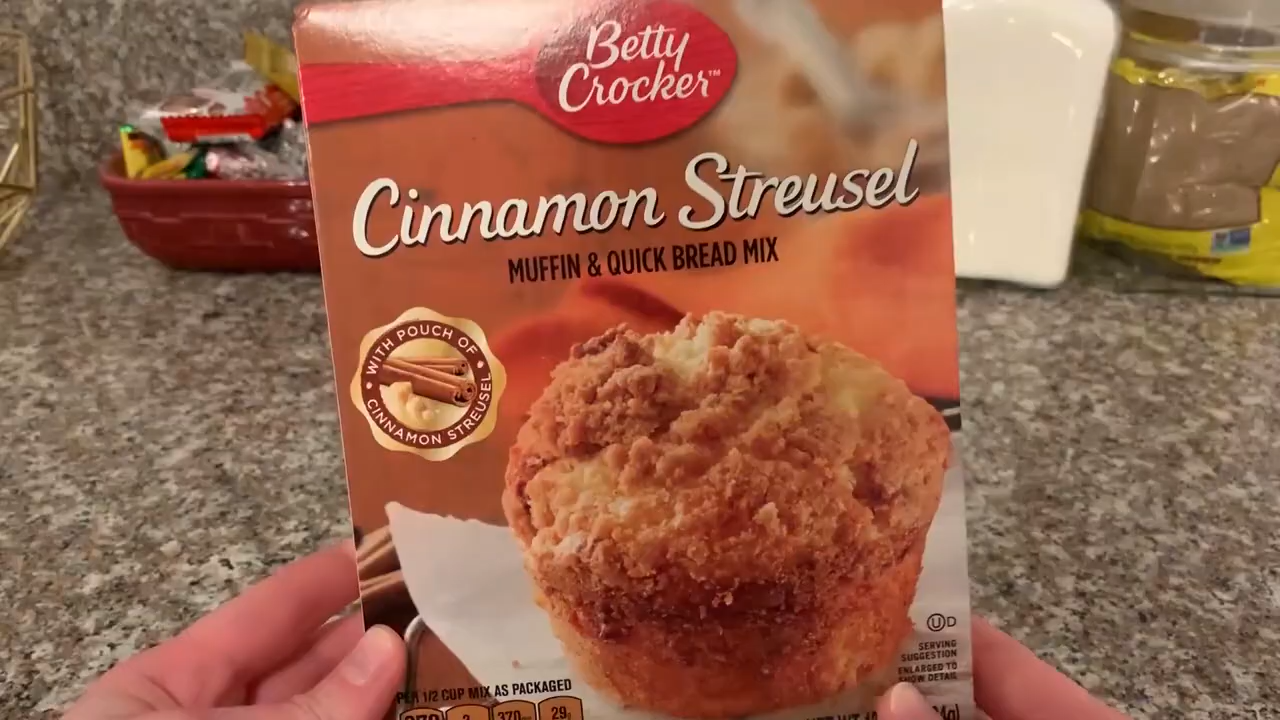 Betty
Crocker™
Cinnamon Streusel
MUFFIN & QUICK BREAD MIX
WITH POUCH OF
CINNAMON STREUSEL
U D
SERVING
SUGGESTION
ENLARGED TO
SHOW DETAIL
PER 1/2 CUP MIX AS PACKAGED